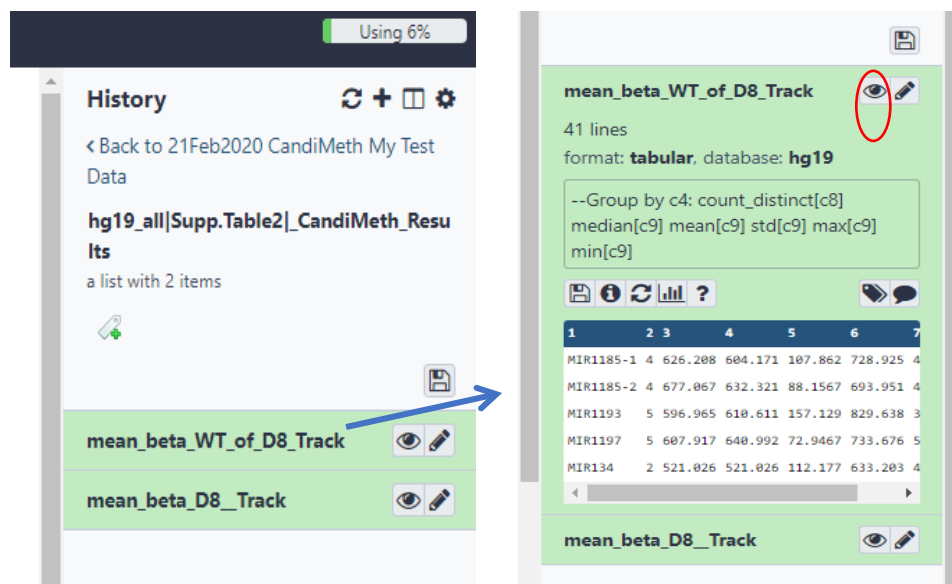 Using 6%
History
Back to 21Feb2020 CandiMeth My Test
Data
hg19_all|Supp.Table2|_CandiMeth_Resu
lts
a list with 2 items
mean_beta_WT_of_D8_Track
mean_beta_D8__Track
mean_beta_WT_of_D8_Track
41 lines
format: tabular, database: hg19
--Group by c4: count_distinct[c8]
median[c9] mean[c9] std[c9] max[c9]
min[c9]
1 2 3 4 5 6 7
MIR1185-1 4 626.208 604.171 107.862 728.925 4
MIR1185-2 4 677.067 632.321 88.1567 693.951 4
MIR1193 5 596.965 610.611 157.129 829.638 3
MIR1197 5 607.917 640.992 72.9467 733.676 5
MIR134 2 521.026 521.026 112.177 633.203 4
mean_beta_D8__Track